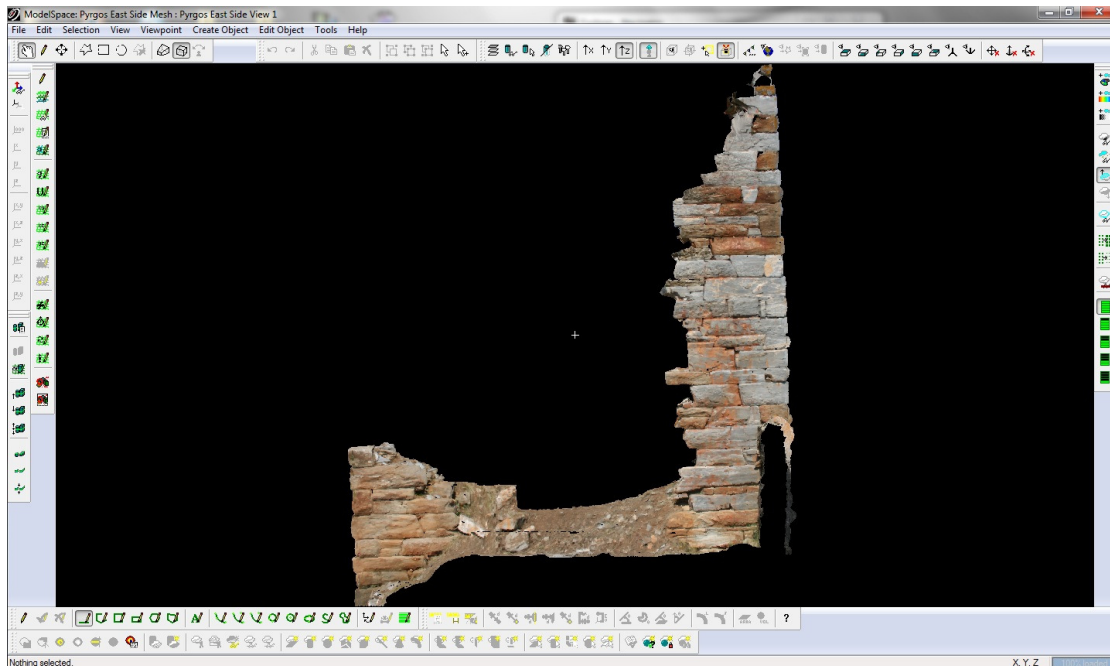 ModelSpace: Pyrgos East Side Mesh : Pyrgos East Side View 1
File Edit Selection View Viewpoint Create Object Edit Object Tools Help
Nothing selected.
X, Y, Z